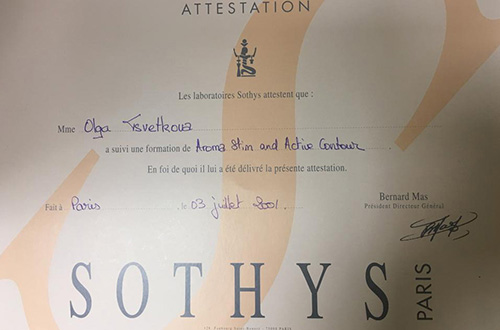 ATTESTATION
Les laboratoires Sothys attestent que :
Mme Olga Tsvetkova
a suivi une formation de Aroma Stim and Active Contour
En foi de quoi il lui a été délivré la présente attestation.
Bernard Mas
Président Directeur Général
Fait à Paris, le 03 juillet 2001.
SOTHYS
PARIS